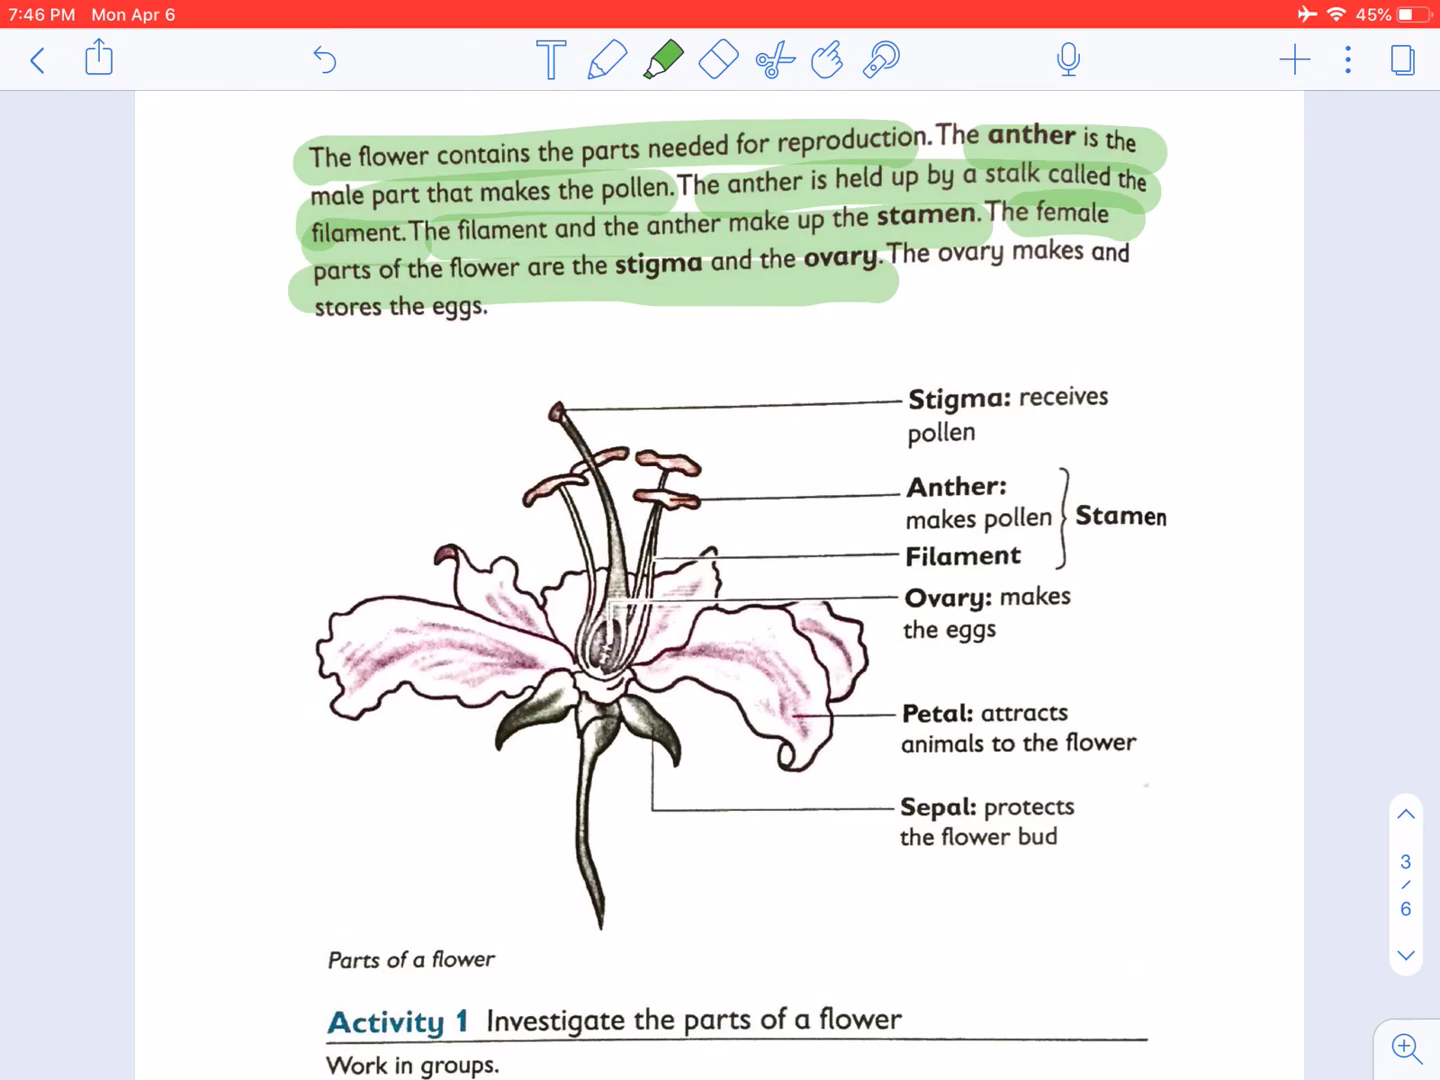 7:46 PM Mon Apr 6
45%
The flower contains the parts needed for reproduction. The anther is the
male part that makes the pollen. The anther is held up by a stalk called the
filament. The filament and the anther make up the stamen. The female
parts of the flower are the stigma and the ovary. The ovary makes and
stores the eggs.
Stigma: receives
pollen
Anther:
makes pollen
Stamen
Filament
Ovary: makes
the eggs
Petal: attracts
animals to the flower
Sepal: protects
the flower bud
3
/
6
Parts of a flower
Activity 1 Investigate the parts of a flower
Work in groups.